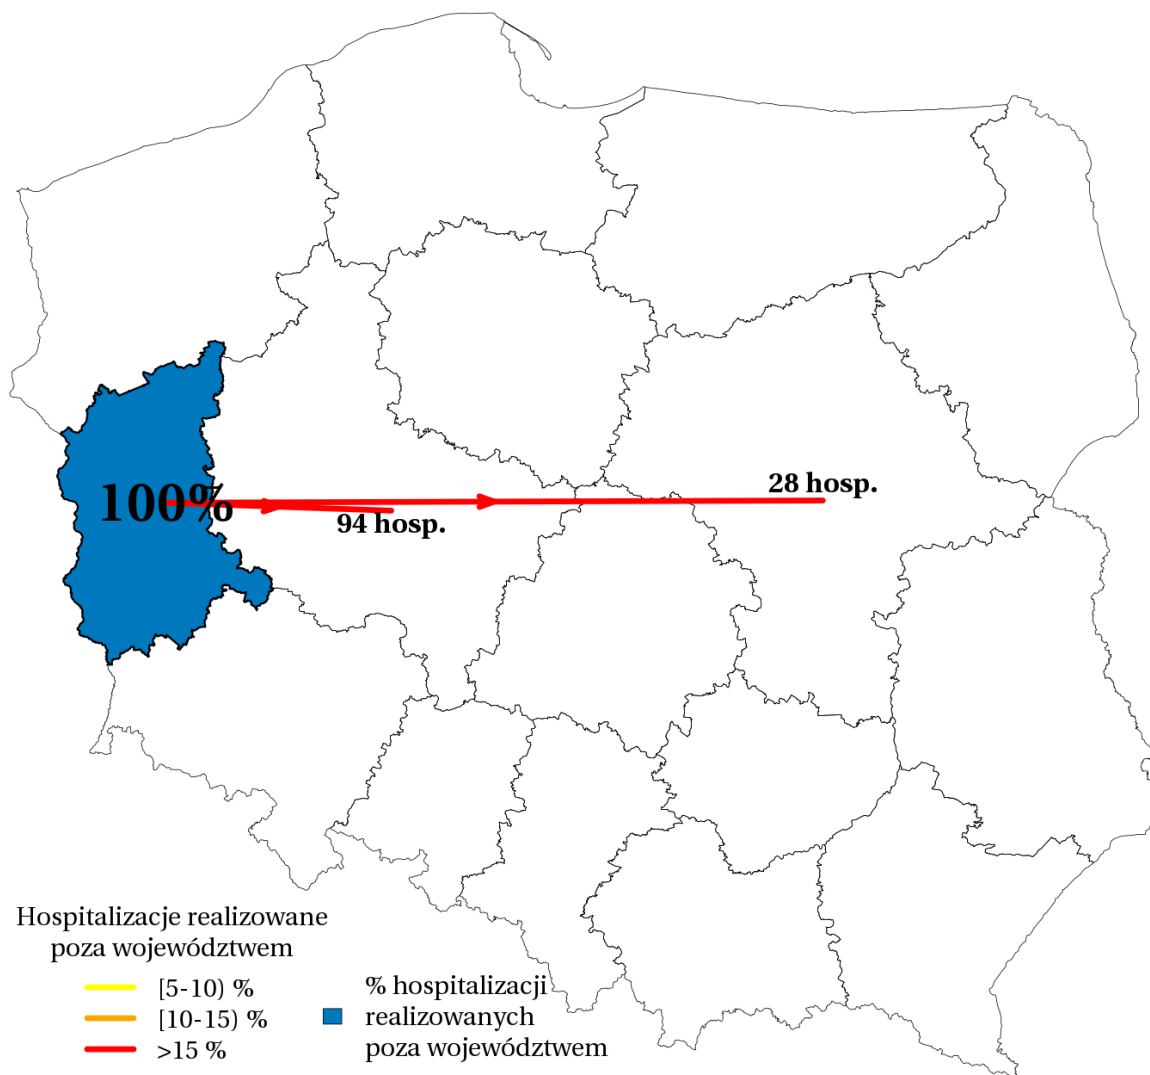 28 hosp.
100%
94 hosp.
Hospitalizacje realizowane
poza województwem
[5-10) %
[10-15) %
>15 %
% hospitalizacji
realizowanych
poza województwem